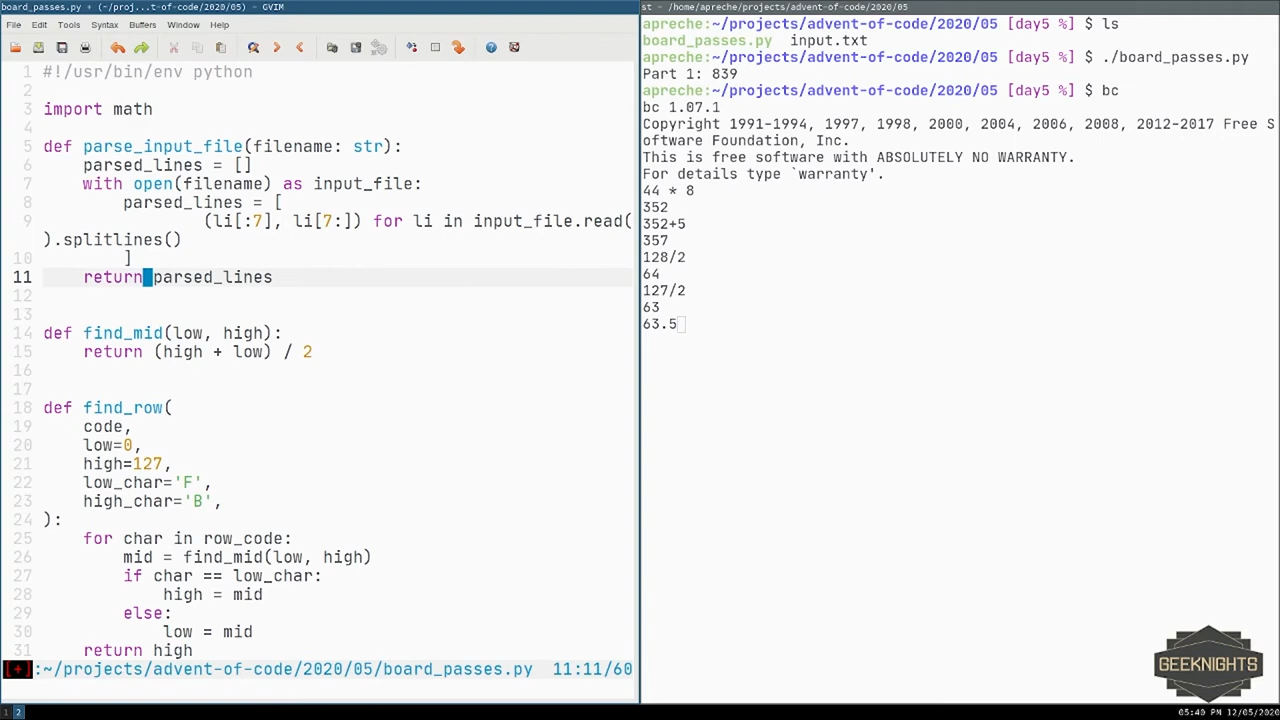 board_passes.py + (~/proj...t-of-code/2020/05) - GVIM
File Edit Tools Syntax Buffers Window Help
1 #!/usr/bin/env python
2
3 import math
4
5 def parse_input_file(filename: str):
6     parsed_lines = []
7     with open(filename) as input_file:
8         parsed_lines = [
9                 (li[:7], li[7:]) for li in input_file.read(
).splitlines()
10         ]
11     return parsed_lines
12
13
14 def find_mid(low, high):
15     return (high + low) / 2
16
17
18 def find_row(
19     code,
20     low=0,
21     high=127,
22     low_char='F',
23     high_char='B',
24 ):
25     for char in row_code:
26         mid = find_mid(low, high)
27         if char == low_char:
28             high = mid
29         else:
30             low = mid
31     return high
[+]:~/projects/advent-of-code/2020/05/board_passes.py 11:11/60
st - /home/apreche/projects/advent-of-code/2020/05
apreche:~/projects/advent-of-code/2020/05 [day5 %] $ ls
board_passes.py  input.txt
apreche:~/projects/advent-of-code/2020/05 [day5 %] $ ./board_passes.py
Part 1: 839
apreche:~/projects/advent-of-code/2020/05 [day5 %] $ bc
bc 1.07.1
Copyright 1991-1994, 1997, 1998, 2000, 2004, 2006, 2008, 2012-2017 Free S
oftware Foundation, Inc.
This is free software with ABSOLUTELY NO WARRANTY.
For details type `warranty'.
44 * 8
352
352+5
357
128/2
64
127/2
63
63.5
GEEKNIGHTS
1 2
05:40 PM 12/05/2020